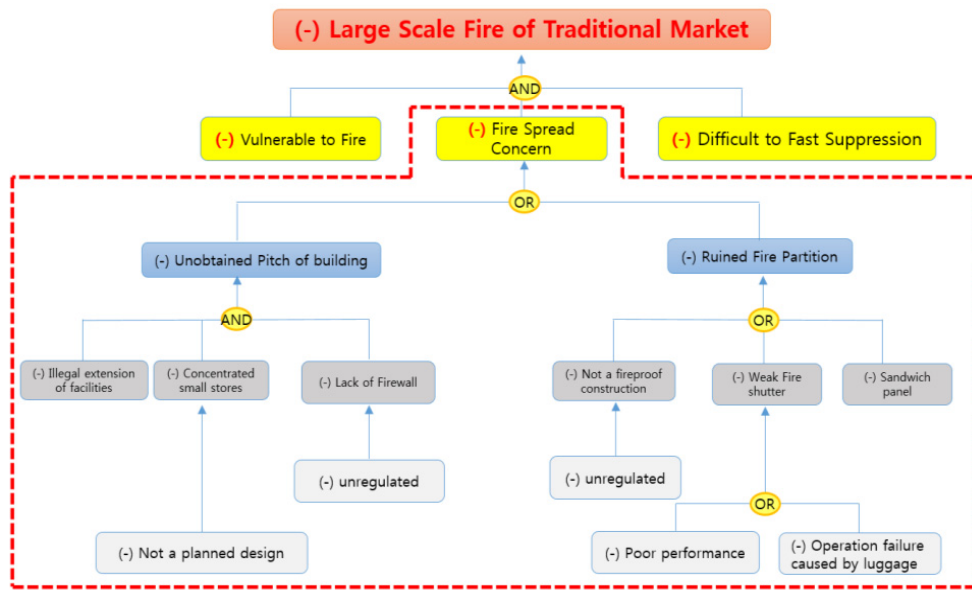 (-) Large Scale Fire of Traditional Market
AND
(-) Vulnerable to Fire
(-) Fire Spread
Concern
(-) Difficult to Fast Suppression
OR
(-) Unobtained Pitch of building
(-) Ruined Fire Partition
AND
OR
(-) Illegal extension
of facilities
(-) Concentrated
small stores
(-) Lack of Firewall
(-) Not a fireproof
construction
(-) Weak Fire
shutter
(-) Sandwich
panel
(-) unregulated
(-) unregulated
OR
(-) Not a planned design
(-) Poor performance
(-) Operation failure
caused by luggage